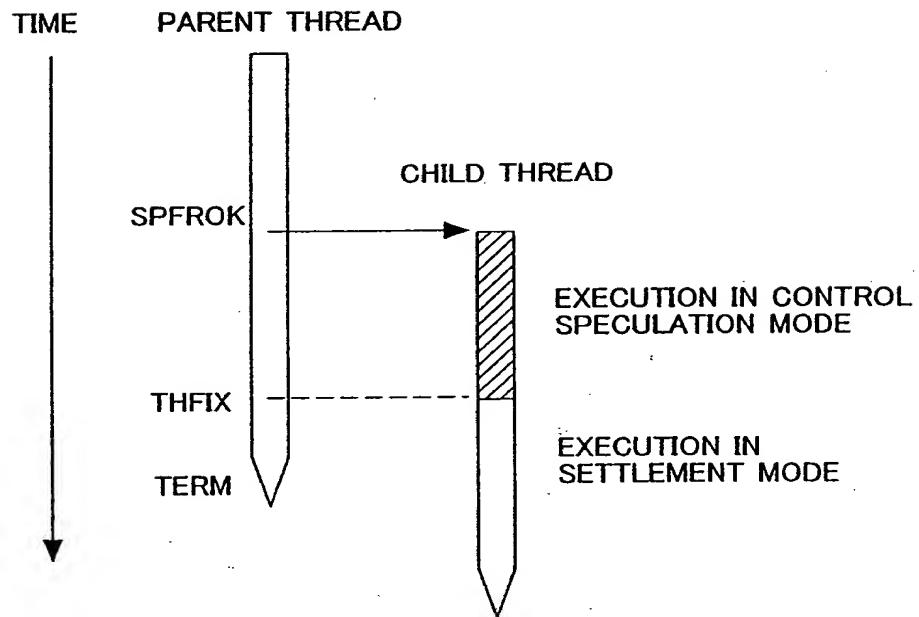 TIME
PARENT THREAD
CHILD THREAD
SPFROK
EXECUTION IN CONTROL
SPECULATION MODE
THFIX
EXECUTION IN
SETTLEMENT MODE
TERM